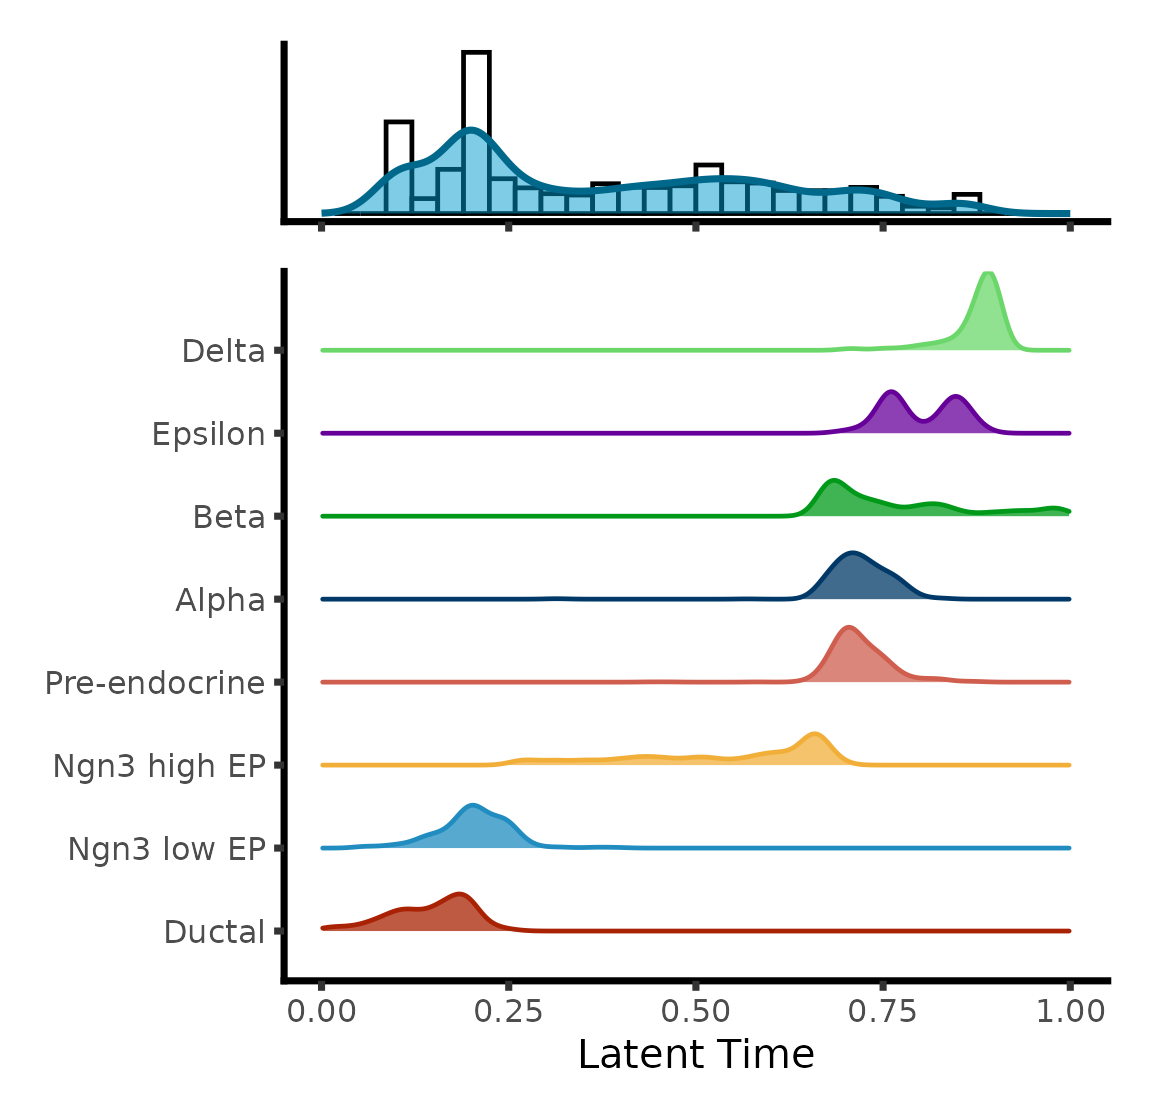 Delta
Epsilon
Beta
Alpha
Pre-endocrine
Ngn3 high EP
Ngn3 low EP
Ductal
0.00 0.25 0.50 0.75 1.00
Latent Time